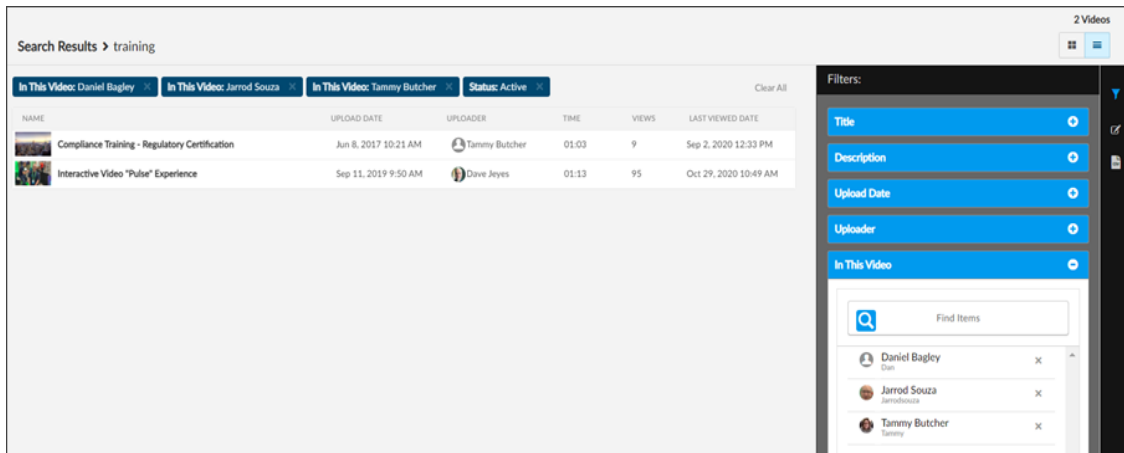 2 Videos
Search Results > training
In This Video: Daniel Bagley × In This Video: Jarrod Souza × In This Video: Tammy Butcher × Status: Active × Clear All
NAME UPLOAD DATE UPLOADER TIME VIEWS LAST VIEWED DATE
Compliance Training - Regulatory Certification Jun 8, 2017 10:21 AM Tammy Butcher 01:03 9 Sep 2, 2020 12:33 PM
Interactive Video "Pulse" Experience Sep 11, 2019 9:50 AM Dave Jeyes 01:13 95 Oct 29, 2020 10:49 AM
Filters:
Title
Description
Upload Date
Uploader
In This Video
Find Items
Daniel Bagley ×
Dan
Jarrod Souza ×
Jarrodsouza
Tammy Butcher ×
Tammy